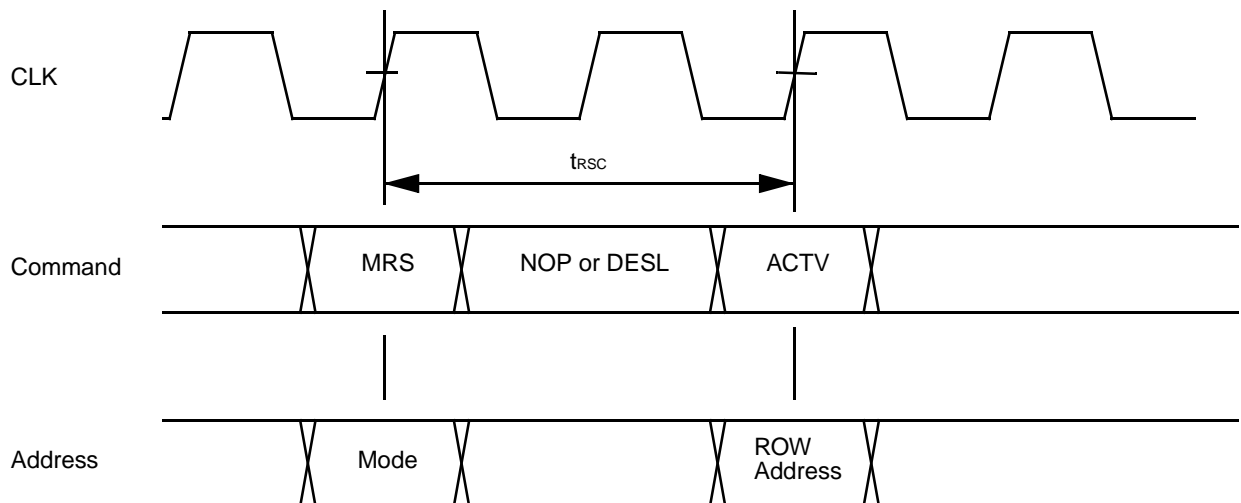 CLK
tRSC
Command
MRS
NOP or DESL
ACTV
Address
Mode
ROW
Address